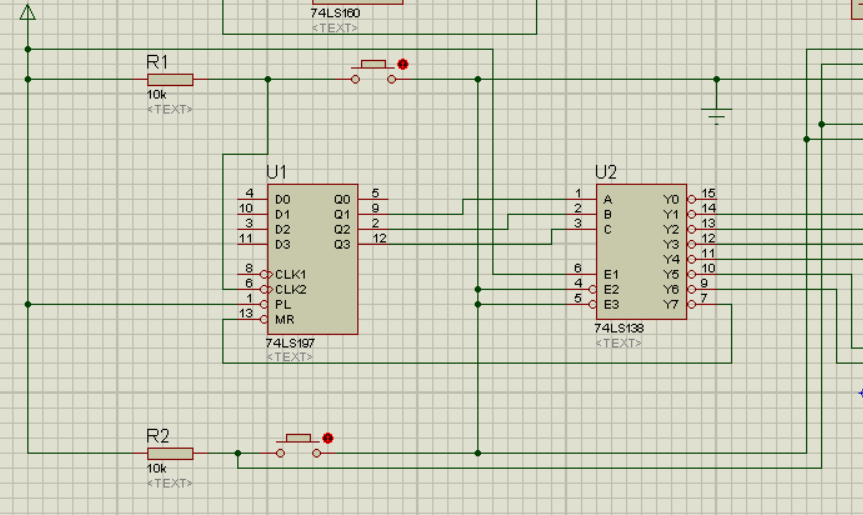 74LS160
<TEXT>
R1
10k
<TEXT>
U1
4 D0 Q0 5
10 D1 Q1 9
3 D2 Q2 2
11 D3 Q3 12
8 CLK1
6 CLK2
1 PL
13 MR
74LS197
<TEXT>
U2
1 A Y0 15
2 B Y1 14
3 C Y2 13
Y3 12
Y4 11
6 E1 Y5 10
4 E2 Y6 9
5 E3 Y7 7
74LS138
<TEXT>
R2
10k
<TEXT>